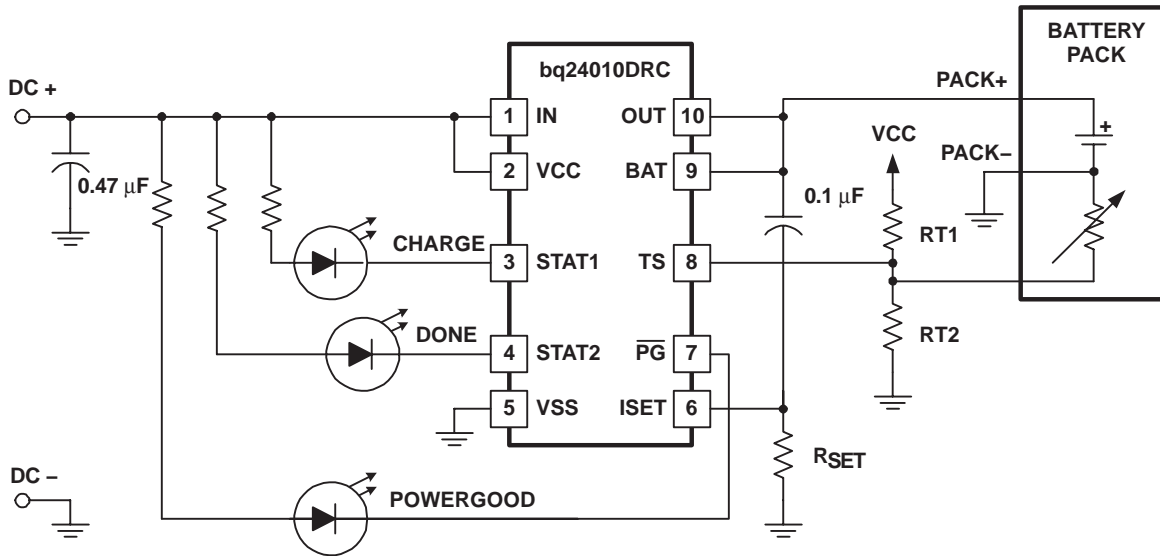 BATTERY
PACK
bq24010DRC
DC +
PACK+
1 IN OUT 10
VCC
PACK–
+
2 VCC BAT 9
0.47 μF
0.1 μF
RT1
CHARGE
3 STAT1 TS 8
DONE
RT2
4 STAT2 PG 7
5 VSS ISET 6
RSET
DC –
POWERGOOD